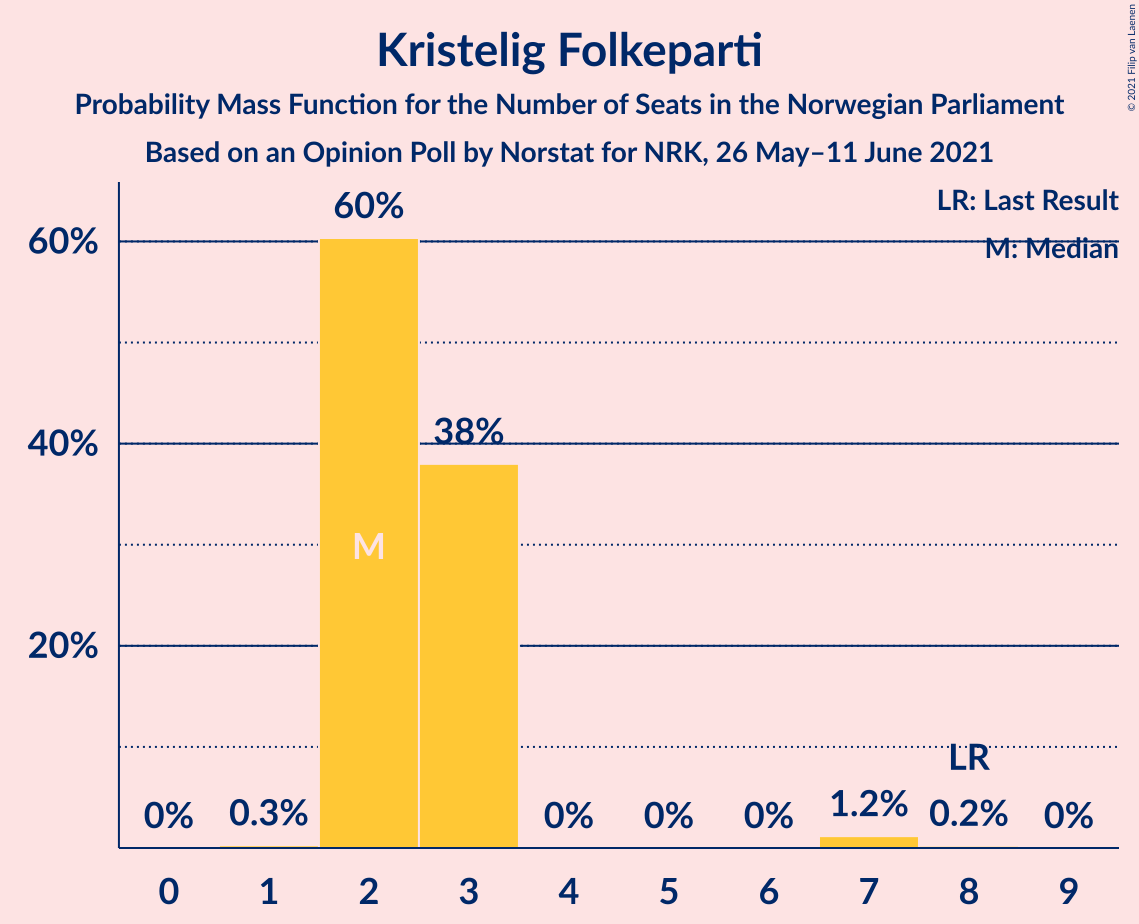 Kristelig Folkeparti
Probability Mass Function for the Number of Seats in the Norwegian Parliament
Based on an Opinion Poll by Norstat for NRK, 26 May–11 June 2021
© 2021 Filip van Laenen
LR: Last Result
M: Median
60%
40%
20%
0%
0.3%
60%
M
38%
0%
0%
0%
1.2%
LR
0.2%
0%
0 1 2 3 4 5 6 7 8 9